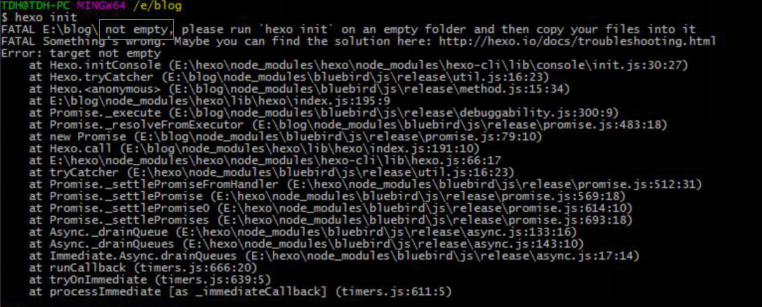 TDH@TDH-PC MINGW64 /e/blog
$ hexo init
FATAL E:\blog\ not empty, please run `hexo init` on an empty folder and then copy your files into it
FATAL Something's wrong. Maybe you can find the solution here: http://hexo.io/docs/troubleshooting.html
Error: target not empty
at Hexo.initConsole (E:\hexo\node_modules\hexo\node_modules\hexo-cli\lib\console\init.js:30:27)
at Hexo.tryCatcher (E:\blog\node_modules\bluebird\js\release\util.js:16:23)
at Hexo.<anonymous> (E:\blog\node_modules\bluebird\js\release\method.js:15:34)
at E:\blog\node_modules\hexo\lib\hexo\index.js:195:9
at Promise._execute (E:\blog\node_modules\bluebird\js\release\debuggability.js:300:9)
at Promise._resolveFromExecutor (E:\blog\node_modules\bluebird\js\release\promise.js:483:18)
at new Promise (E:\blog\node_modules\bluebird\js\release\promise.js:79:10)
at Hexo.call (E:\blog\node_modules\hexo\lib\hexo\index.js:191:10)
at E:\hexo\node_modules\hexo\node_modules\hexo-cli\lib\hexo.js:66:17
at tryCatcher (E:\hexo\node_modules\bluebird\js\release\util.js:16:23)
at Promise._settlePromiseFromHandler (E:\hexo\node_modules\bluebird\js\release\promise.js:512:31)
at Promise._settlePromise (E:\hexo\node_modules\bluebird\js\release\promise.js:569:18)
at Promise._settlePromise0 (E:\hexo\node_modules\bluebird\js\release\promise.js:614:10)
at Promise._settlePromises (E:\hexo\node_modules\bluebird\js\release\promise.js:693:18)
at Async._drainQueue (E:\hexo\node_modules\bluebird\js\release\async.js:133:16)
at Async._drainQueues (E:\hexo\node_modules\bluebird\js\release\async.js:143:10)
at Immediate.Async.drainQueues (E:\hexo\node_modules\bluebird\js\release\async.js:17:14)
at runCallback (timers.js:666:20)
at tryOnImmediate (timers.js:639:5)
at processImmediate [as _immediateCallback] (timers.js:611:5)